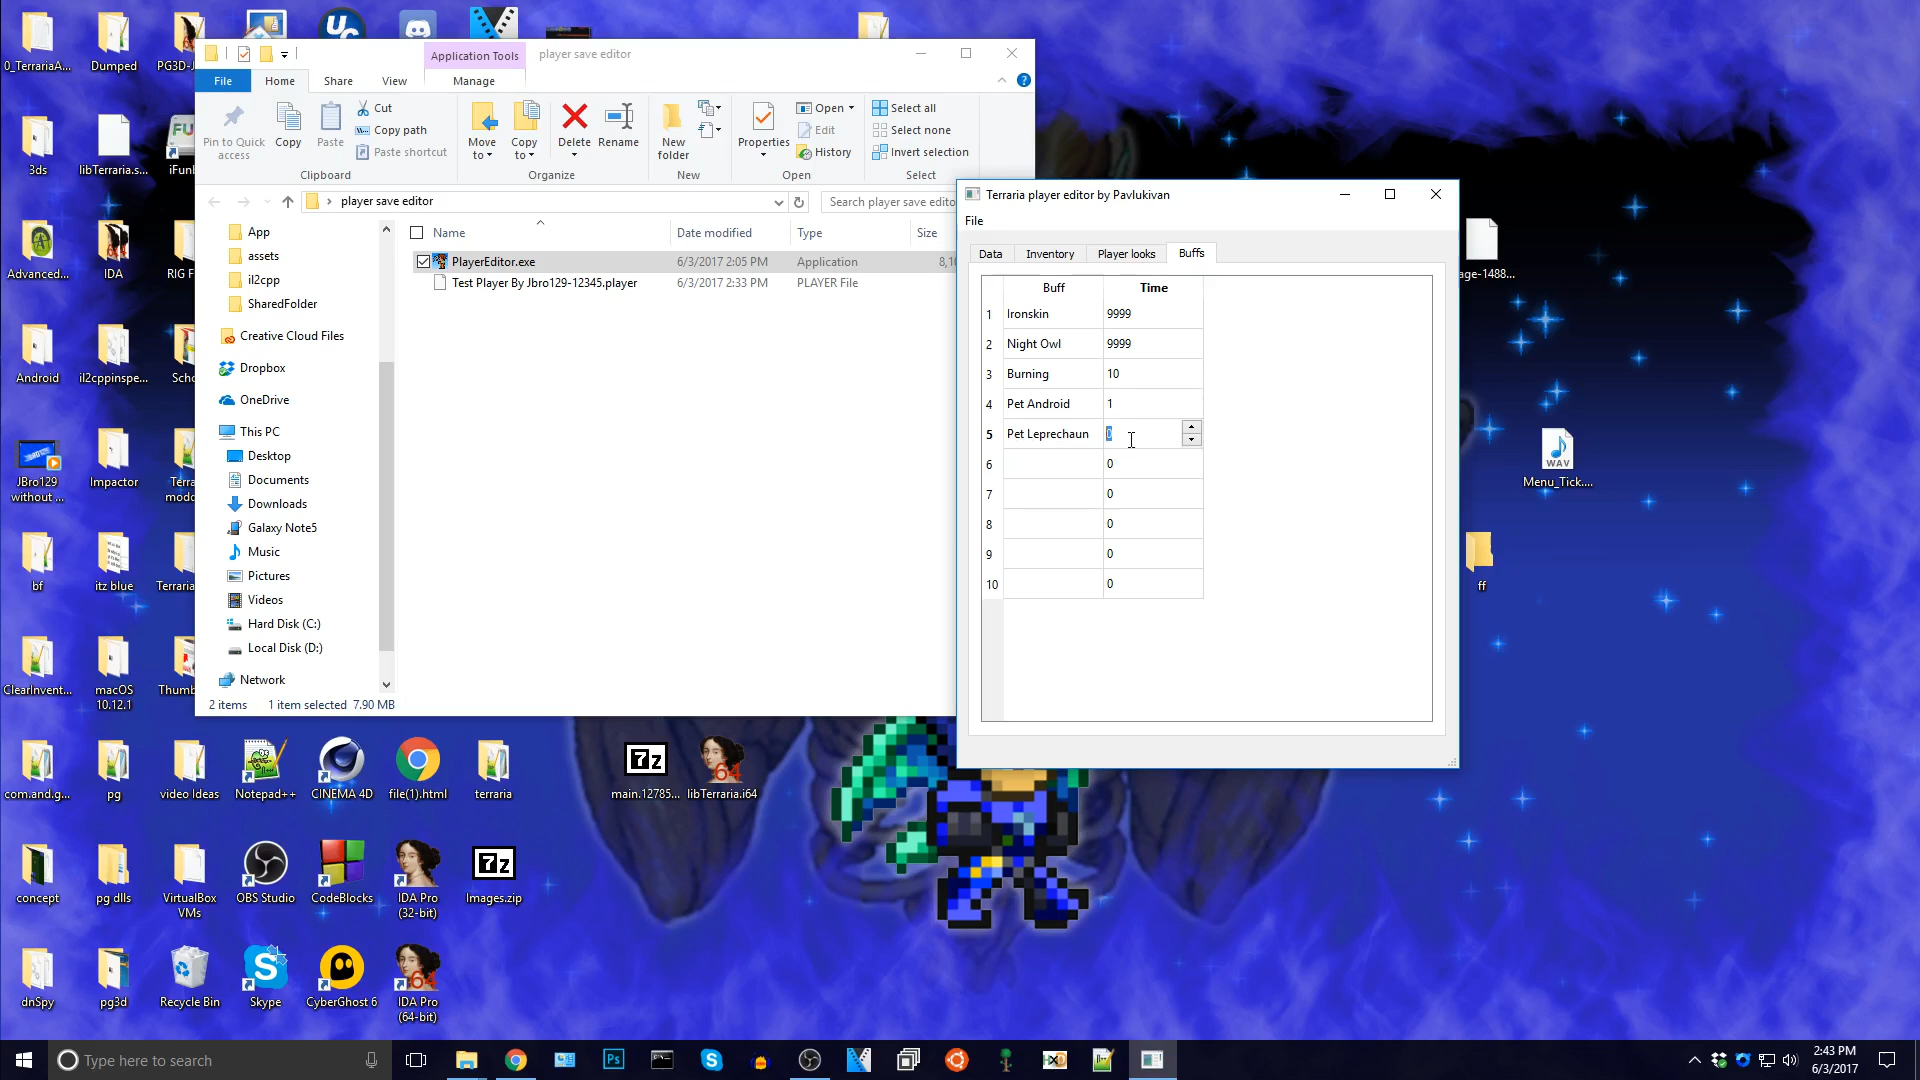 0_TerrariaA...
Dumped
PG3D-J
3ds
libTerraria.s...
iFunl
Advanced...
IDA
RIG F
Android
il2cppinspe...
Scho
JBro129
without ...
Impactor
Terra
modo
bf
itz blue
Terraria
ClearInvent...
macOS
10.12.1
Thumb
com.and.g...
pg
video Ideas
Notepad++
CINEMA 4D
file(1).html
terraria
concept
pg dlls
VirtualBox
VMs
OBS Studio
CodeBlocks
IDA Pro
(32-bit)
Images.zip
dnSpy
pg3d
Recycle Bin
Skype
CyberGhost 6
IDA Pro
(64-bit)
main.12785...
libTerraria.i64
age-1488...
WAV
Menu_Tick....
ff
Application Tools
player save editor
File
Home
Share
View
Manage
Pin to Quick
access
Copy
Paste
Cut
Copy path
Paste shortcut
Clipboard
Move
to
Copy
to
Delete
Rename
Organize
New
folder
New
Properties
Open
Edit
History
Open
Select all
Select none
Invert selection
Select
player save editor
Search player save edito
App
assets
il2cpp
SharedFolder
Creative Cloud Files
Dropbox
OneDrive
This PC
Desktop
Documents
Downloads
Galaxy Note5
Music
Pictures
Videos
Hard Disk (C:)
Local Disk (D:)
Network
Name
Date modified
Type
Size
PlayerEditor.exe
6/3/2017 2:05 PM
Application
8,1
Test Player By Jbro129-12345.player
6/3/2017 2:33 PM
PLAYER File
2 items
1 item selected 7.90 MB
Terraria player editor by Pavlukivan
File
Data
Inventory
Player looks
Buffs
Buff Time
1 Ironskin 9999
2 Night Owl 9999
3 Burning 10
4 Pet Android 1
5 Pet Leprechaun 0
6 0
7 0
8 0
9 0
10 0
Type here to search
2:43 PM
6/3/2017